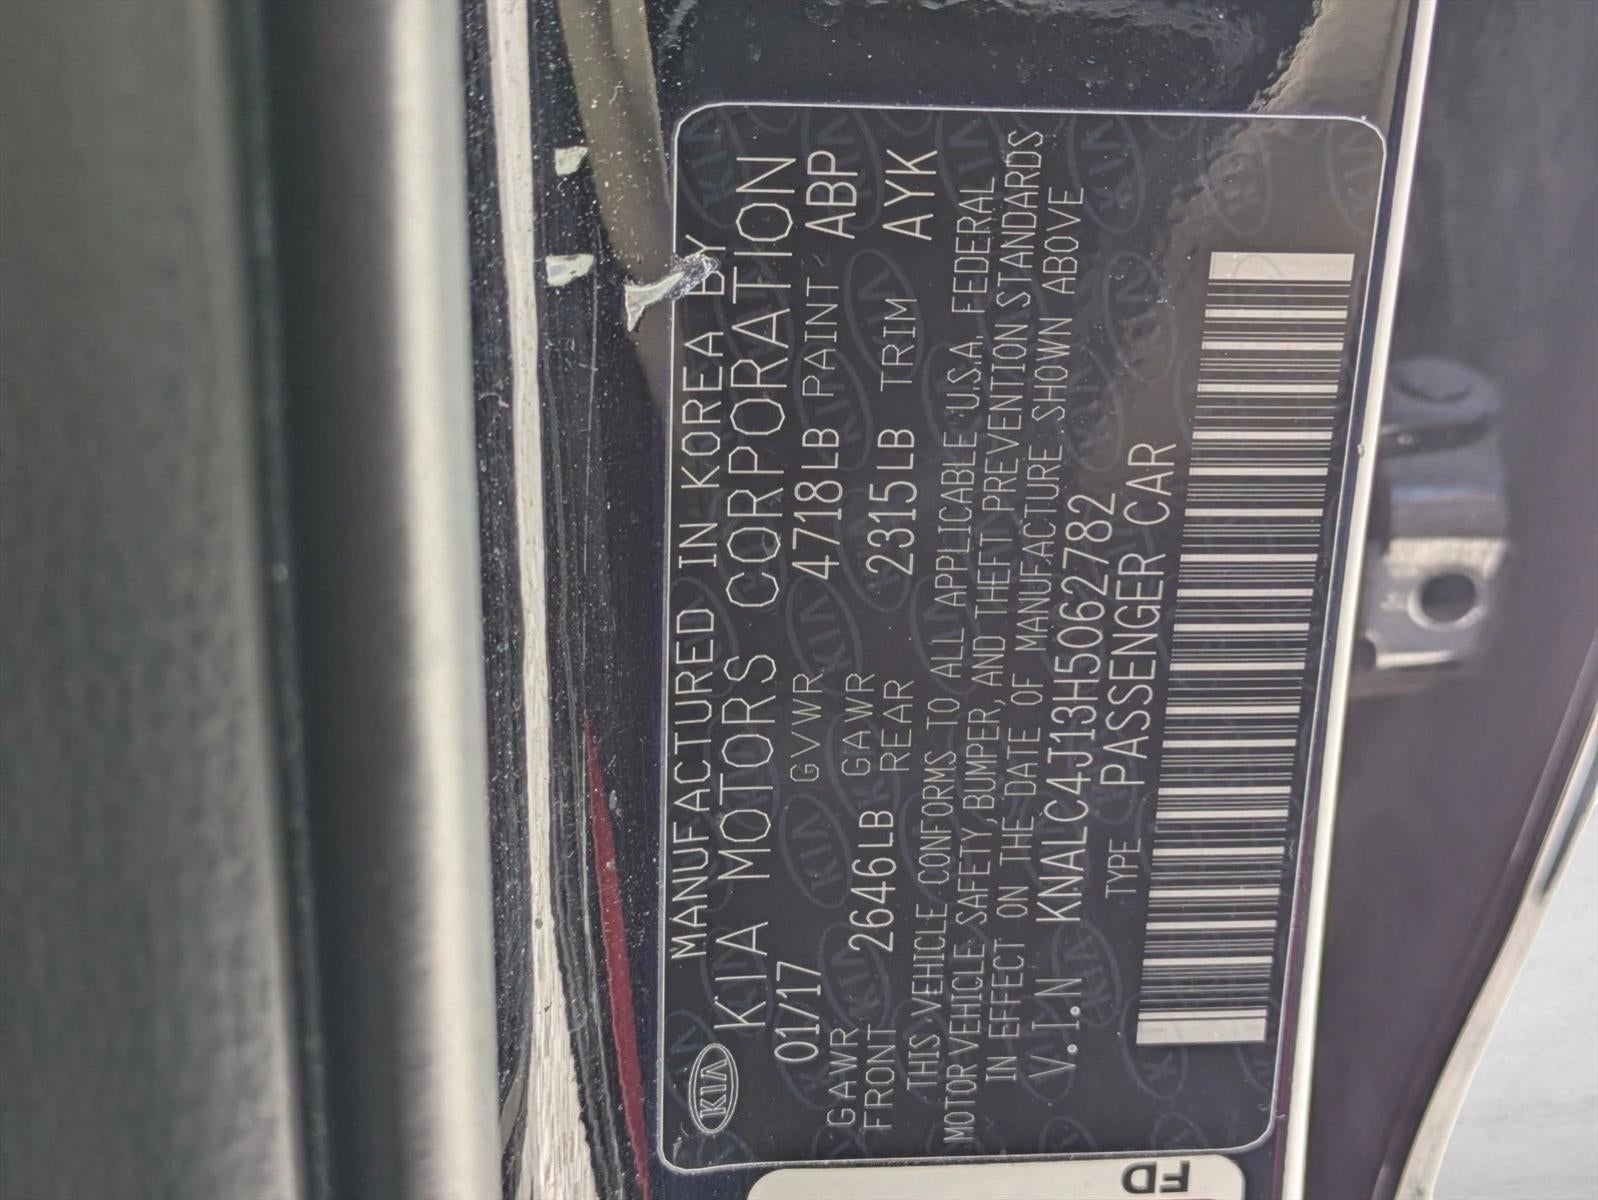 KIA
MANUFACTURED IN KOREA BY
KIA MOTORS CORPORATION
01/17 GVWR 4718LB PAINT ABP
GAWR FRONT 2646LB GAWR REAR 2315LB TRIM AYK
THIS VEHICLE CONFORMS TO ALL APPLICABLE U.S.A. FEDERAL
MOTOR VEHICLE SAFETY, BUMPER, AND THEFT PREVENTION STANDARDS
IN EFFECT ON THE DATE OF MANUFACTURE SHOWN ABOVE
V.I.N KNALC4J13H5062782
TYPE PASSENGER CAR
FD